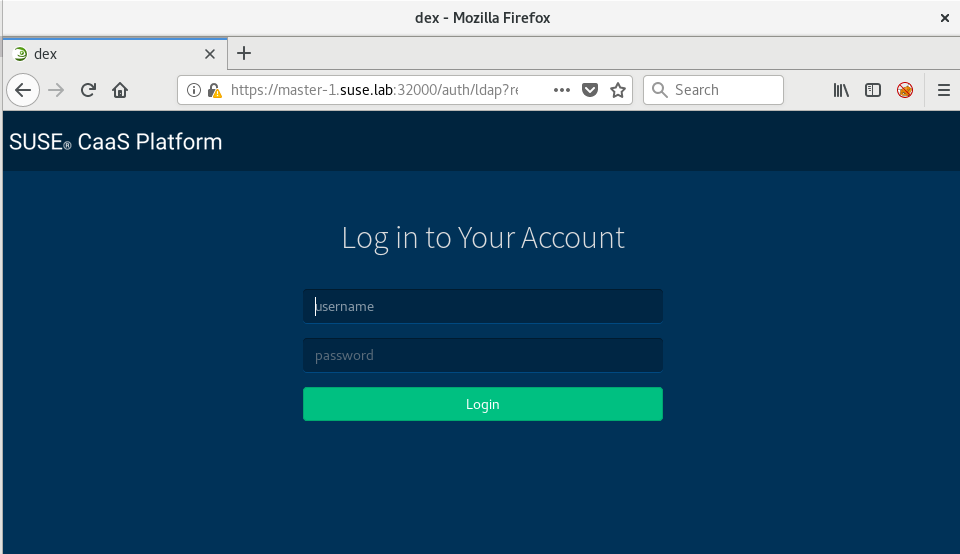 dex - Mozilla Firefox
dex
https://master-1.suse.lab:32000/auth/ldap?re
Search
SUSE® CaaS Platform
Log in to Your Account
username
password
Login